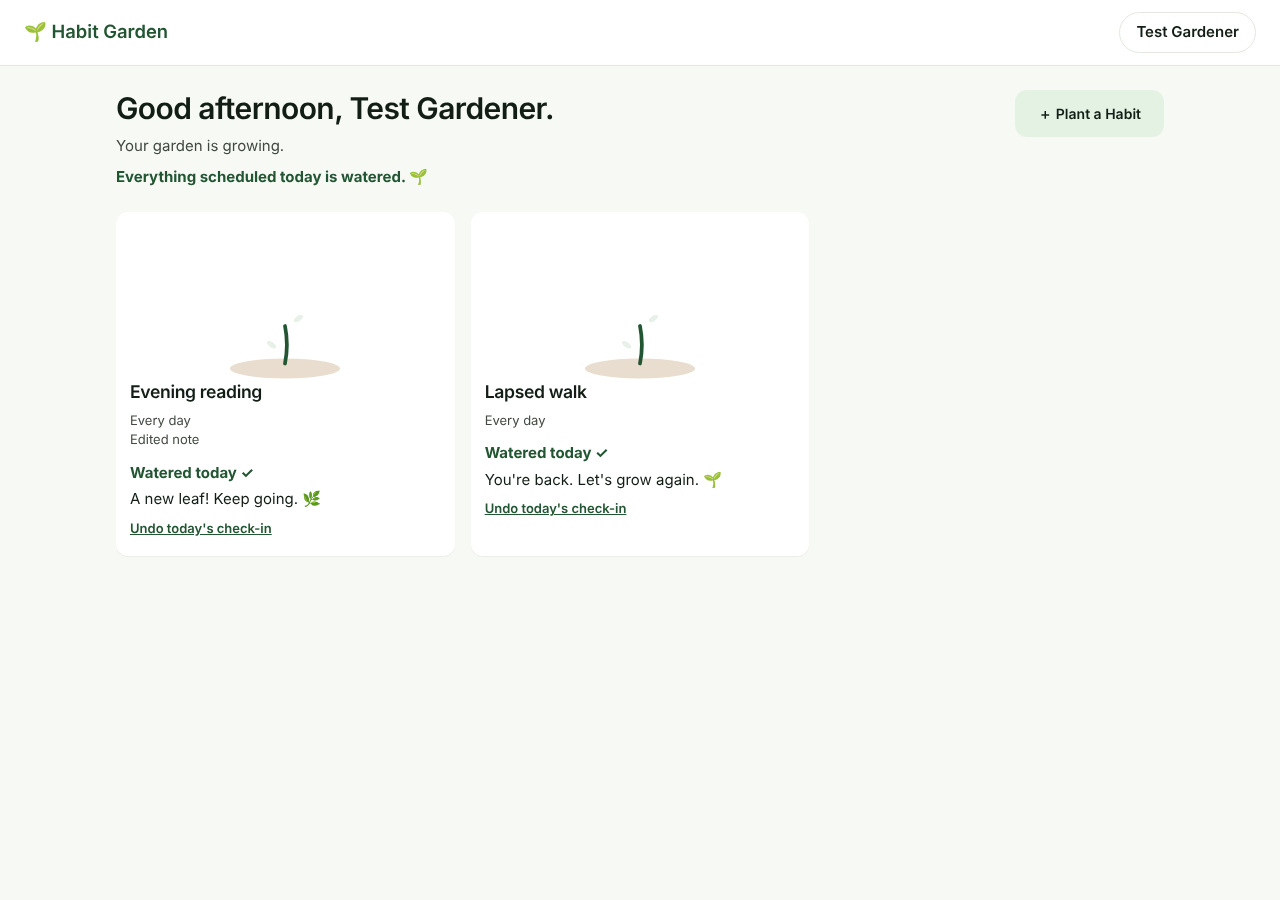 🌱 Habit Garden
Test Gardener
Good afternoon, Test Gardener.
+ Plant a Habit
Your garden is growing.
Everything scheduled today is watered. 🌱
Evening reading
Every day
Edited note
Watered today ✓
A new leaf! Keep going. 🌿
Undo today's check-in
Lapsed walk
Every day
Watered today ✓
You're back. Let's grow again. 🌱
Undo today's check-in